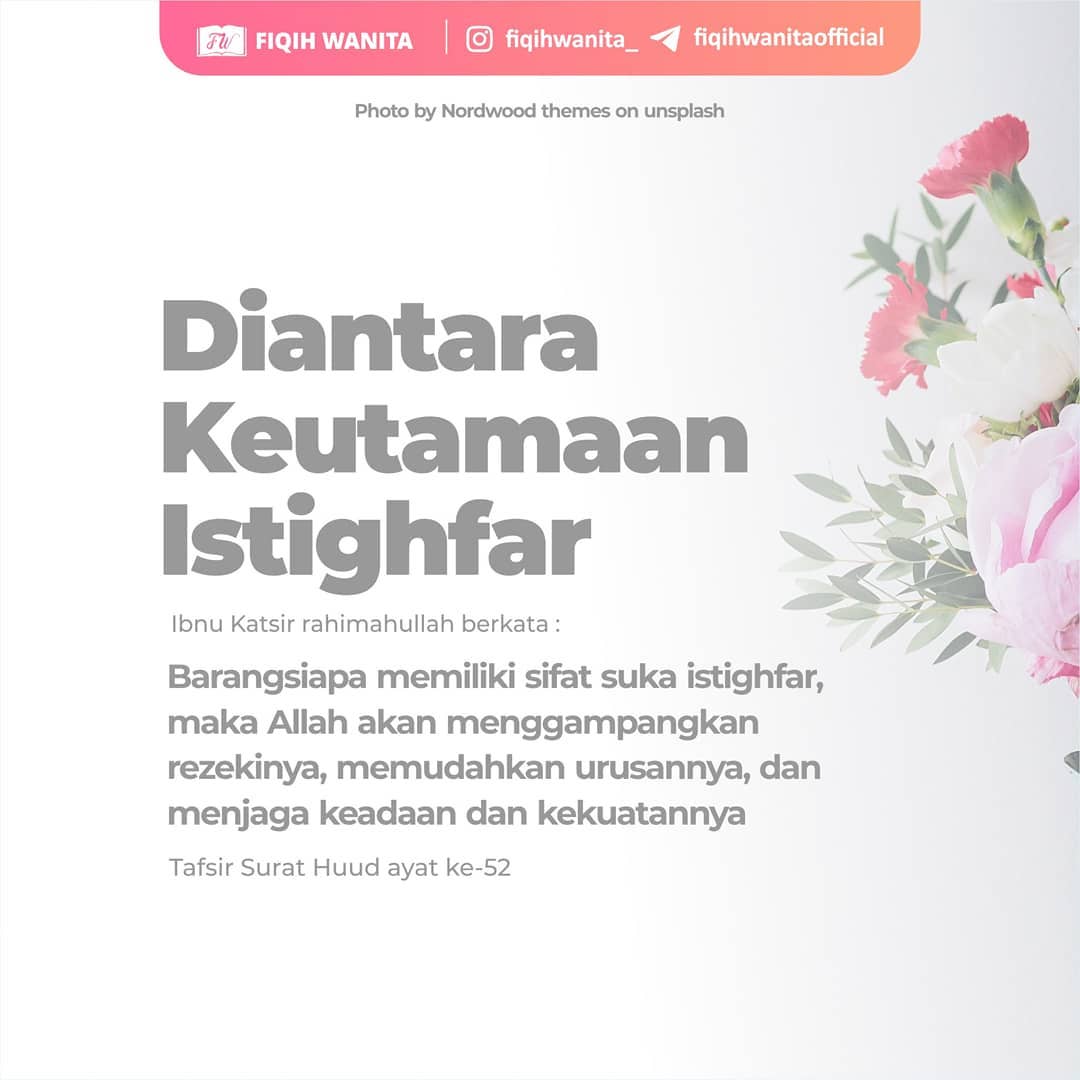 FW FIQIH WANITA | fiqihwanita_ fiqihwanitaofficial
Photo by Nordwood themes on unsplash
Diantara
Keutamaan
Istighfar
Ibnu Katsir rahimahullah berkata :
Barangsiapa memiliki sifat suka istighfar,
maka Allah akan menggampangkan
rezekinya, memudahkan urusannya, dan
menjaga keadaan dan kekuatannya
Tafsir Surat Huud ayat ke-52